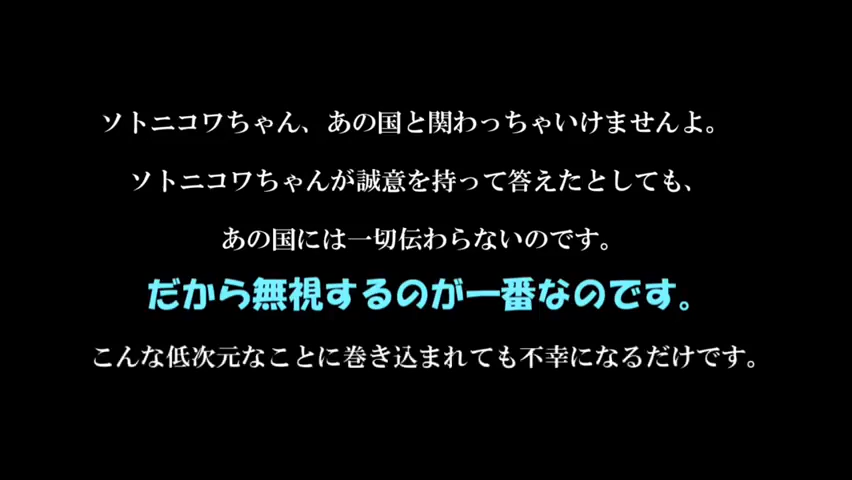 ソトニコワちゃん、あの国と関わっちゃいけませんよ。
ソトニコワちゃんが誠意を持って答えたとしても、
あの国には一切伝わらないのです。
だから無視するのが一番なのです。
こんな低次元なことに巻き込まれても不幸になるだけです。